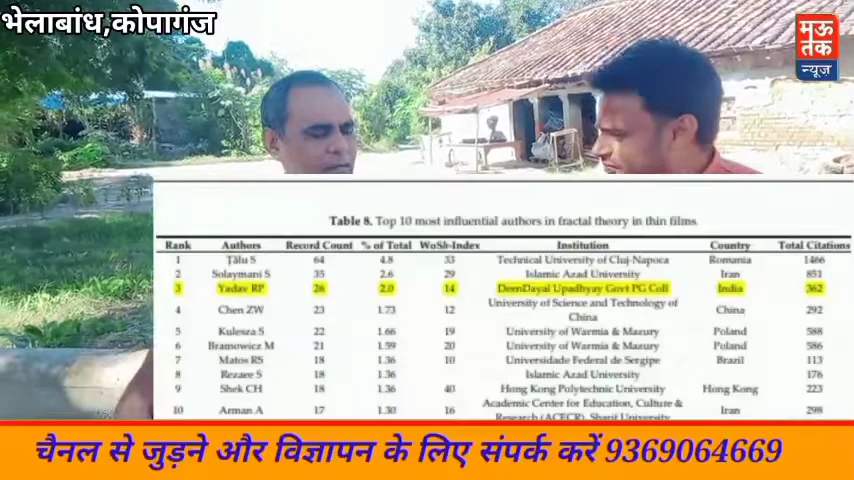 भेलाबांध,कोपागंज
मऊ
तक
न्यूज़
Table 8. Top 10 most influential authors in fractal theory in thin films.
Rank Authors Record Count % of Total WoSh-Index Institution Country Total Citations
1 Țălu S 64 4.8 33 Technical University of Cluj-Napoca Romania 1466
2 Solaymani S 35 2.6 29 Islamic Azad University Iran 851
3 Yadav RP 26 2.0 14 DeenDayal Upadhyay Govt PG Coll India 362
4 Chen ZW 23 1.73 12 University of Science and Technology of China China 292
5 Kulesza S 22 1.66 19 University of Warmia & Mazury Poland 588
6 Bramowicz M 21 1.59 20 University of Warmia & Mazury Poland 586
7 Matos RS 18 1.36 10 Universidade Federal de Sergipe Brazil 113
8 Rezaee S 18 1.36 Islamic Azad University 176
9 Shek CH 18 1.36 40 Hong Kong Polytechnic University Hong Kong 223
10 Arman A 17 1.30 16 Academic Center for Education, Culture & Research (ACECR), Sharif University Iran 298
चैनल से जुड़ने और विज्ञापन के लिए संपर्क करें 9369064669